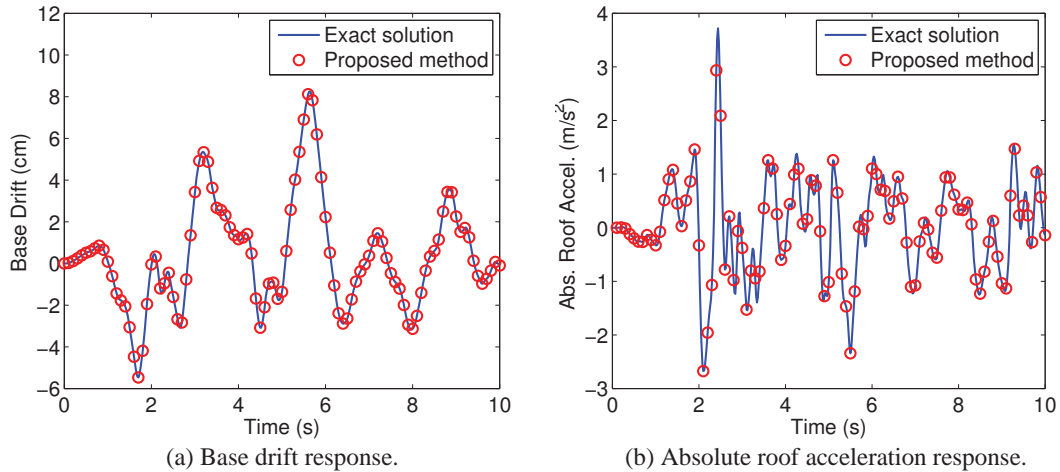 12
10
8
6
4
2
0
−2
−4
−6
Base Drift (cm)
Exact solution
Proposed method
0 2 4 6 8 10
Time (s)
(a) Base drift response.
4
3
2
1
0
−1
−2
−3
Abs. Roof Accel. (m/s²)
Exact solution
Proposed method
0 2 4 6 8 10
Time (s)
(b) Absolute roof acceleration response.